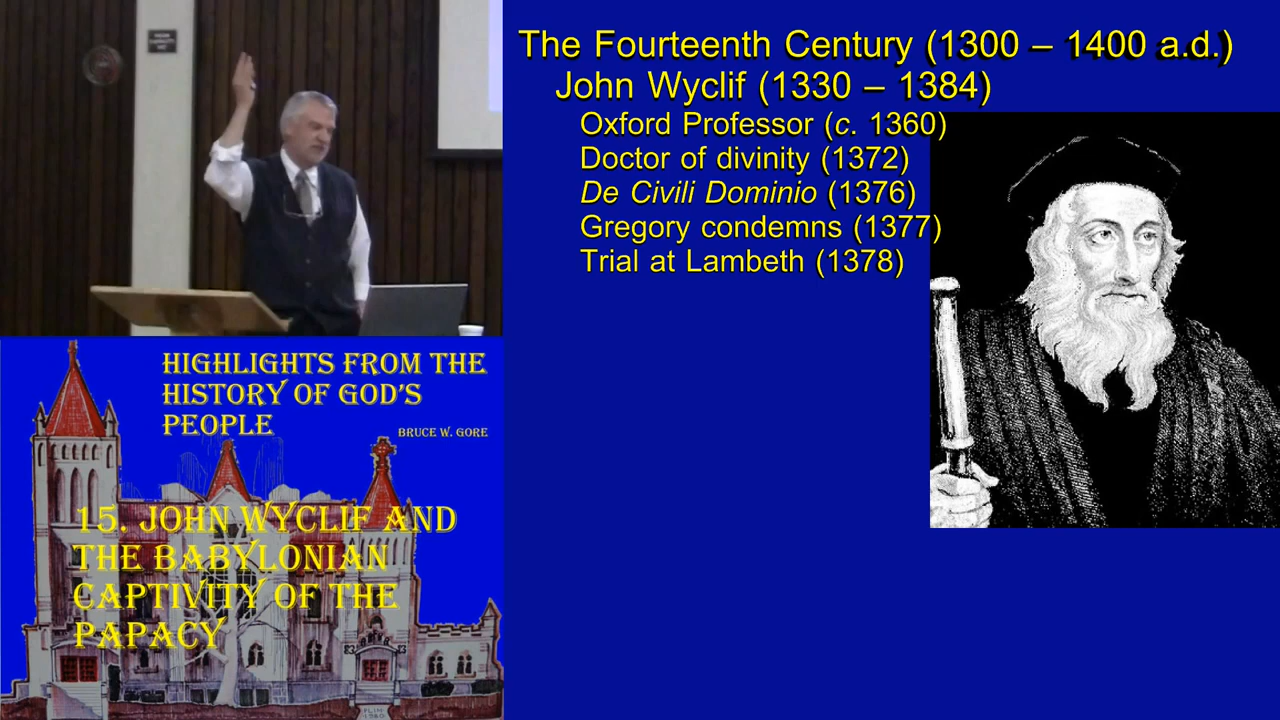 The Fourteenth Century (1300 – 1400 a.d.)
John Wyclif (1330 – 1384)
Oxford Professor (c. 1360)
Doctor of divinity (1372)
De Civili Dominio (1376)
Gregory condemns (1377)
Trial at Lambeth (1378)
HIGHLIGHTS FROM THE
HISTORY OF GOD'S
PEOPLE
BRUCE W. GORE
15. JOHN WYCLIF AND
THE BABYLONIAN
CAPTIVITY OF THE
PAPACY